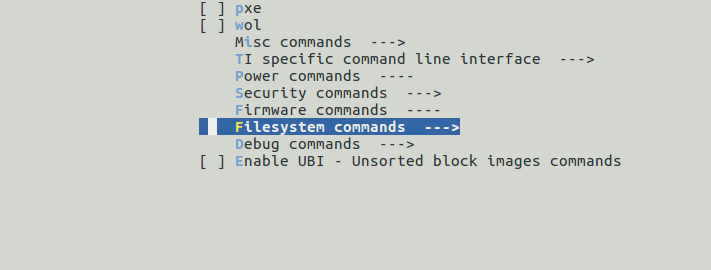 [ ] pxe
[ ] wol
Misc commands  --->
TI specific command line interface  --->
Power commands  ----
Security commands  --->
Firmware commands  ----
Filesystem commands  --->
Debug commands  --->
[ ] Enable UBI - Unsorted block images commands